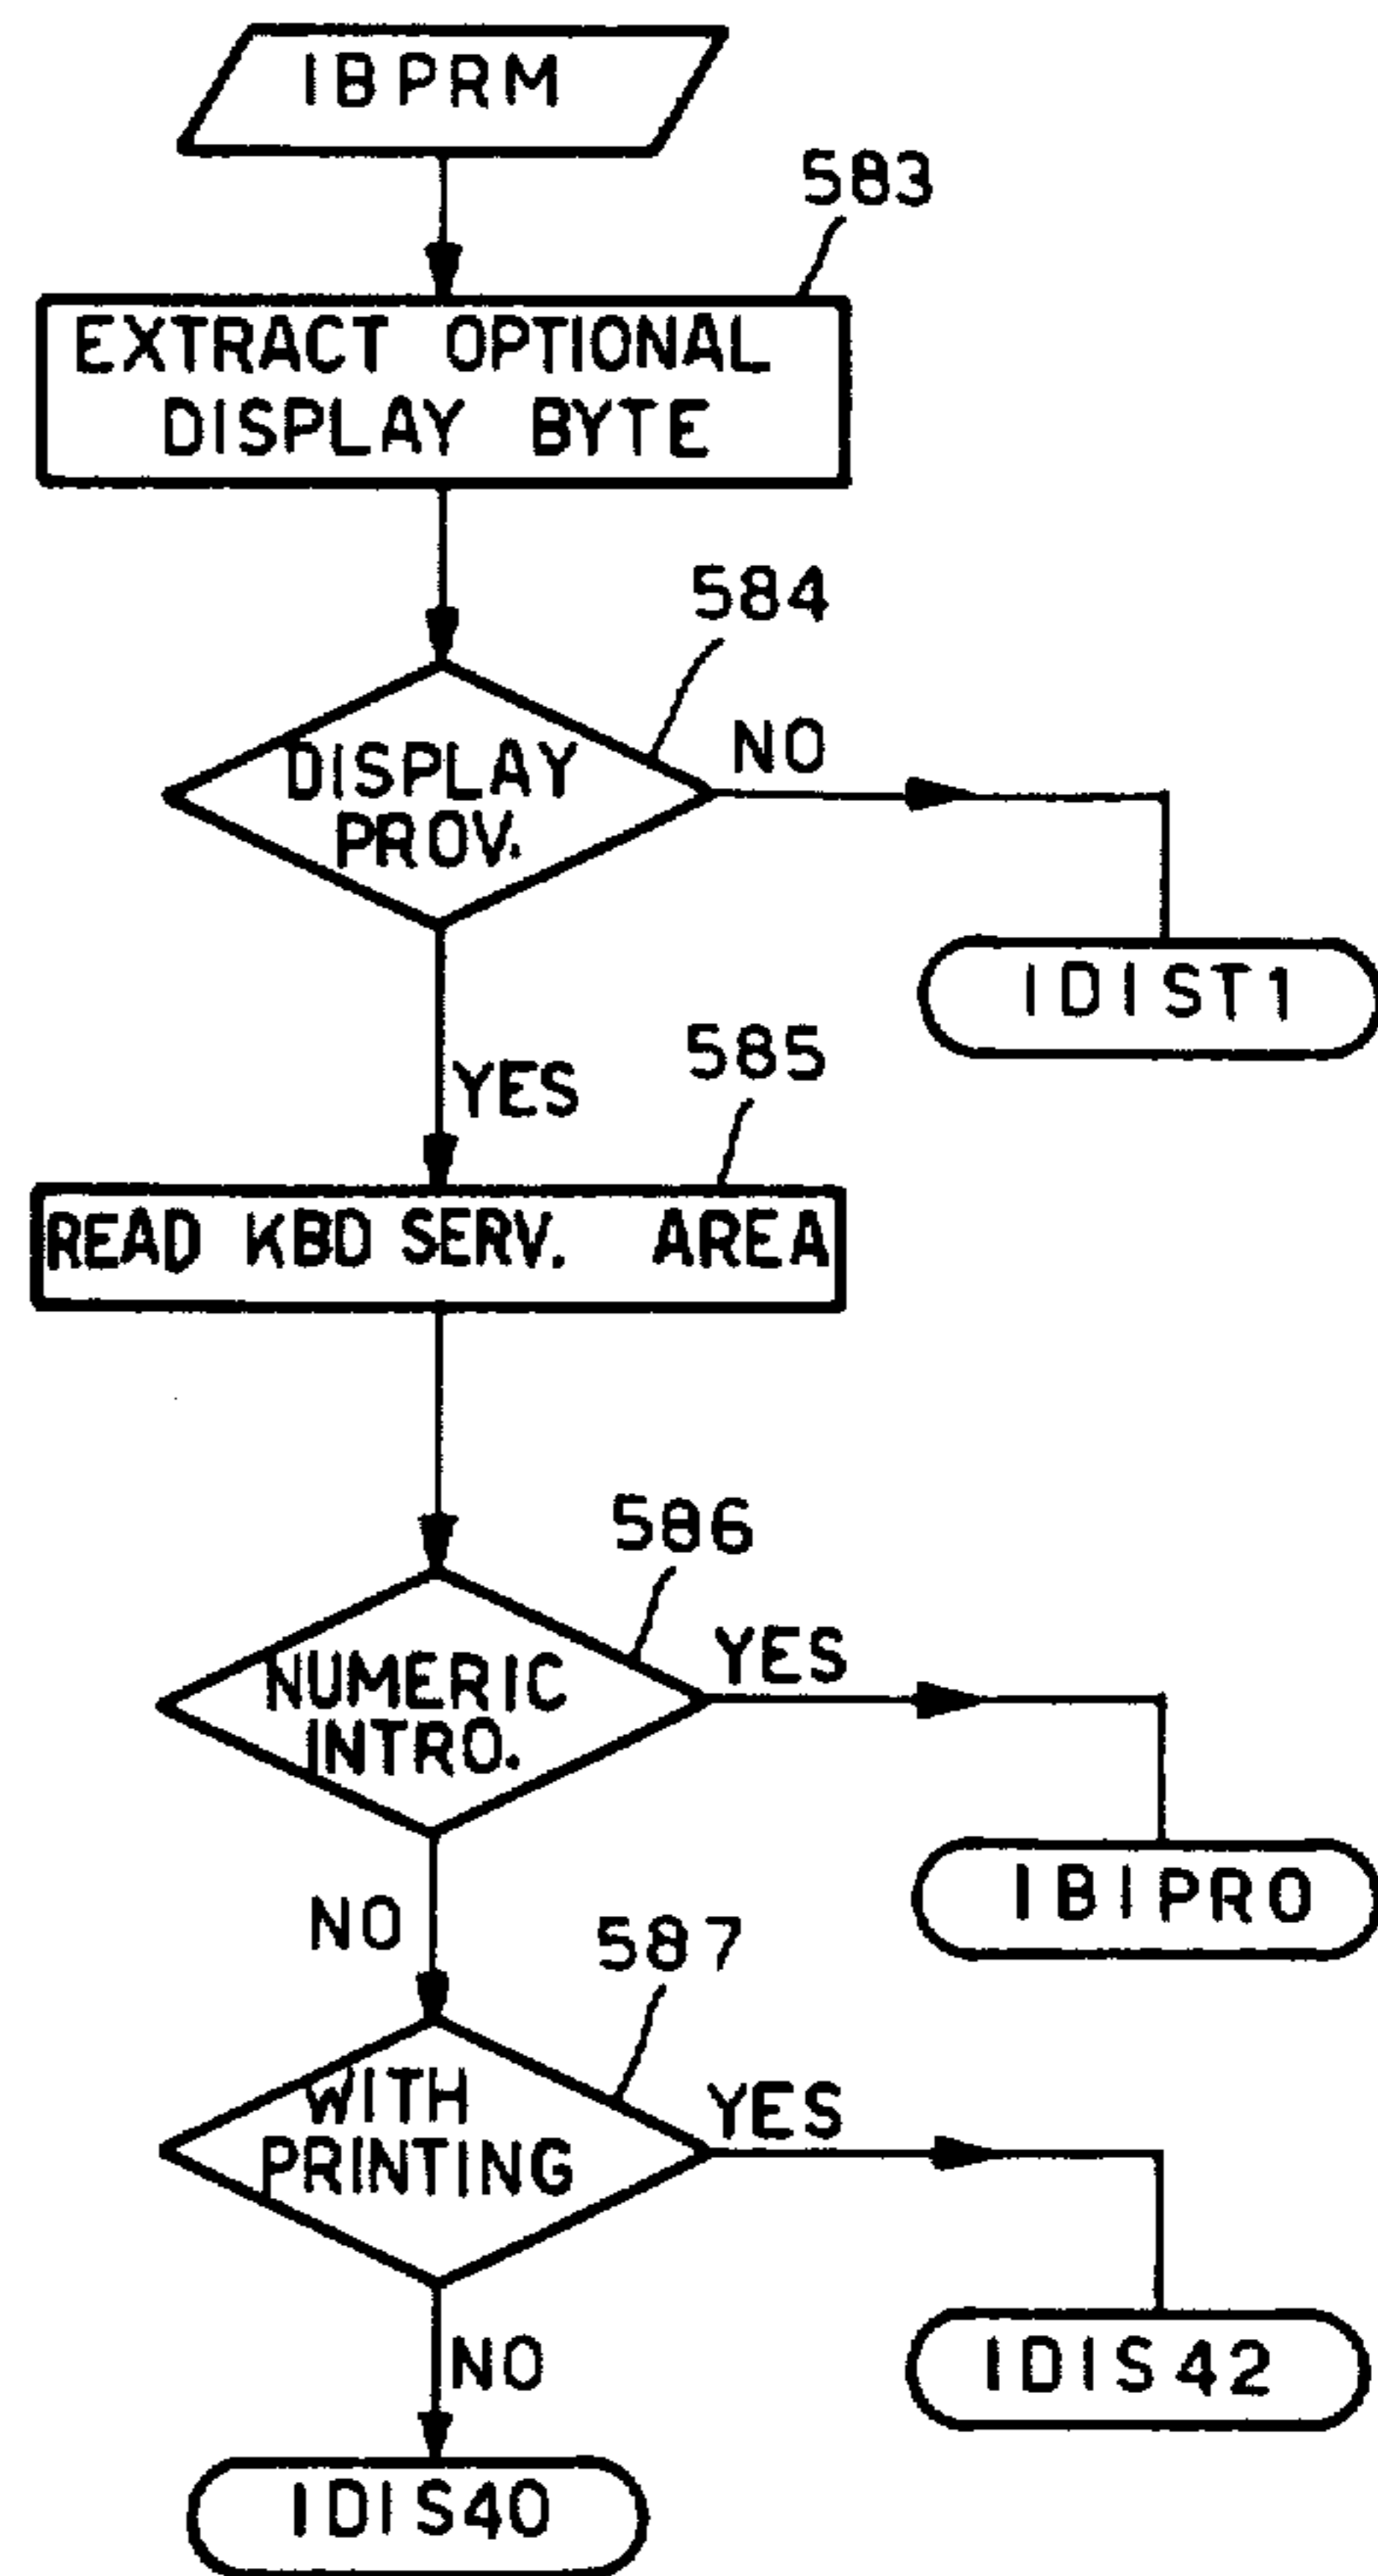 IBPRM
583
EXTRACT OPTIONAL
DISPLAY BYTE
584
DISPLAY
PROV.
NO
IDIST1
YES
585
READ KBD SERV. AREA
586
NUMERIC
INTRO.
YES
IBIPRO
NO
587
WITH
PRINTING
YES
IDIS42
NO
IDIS40